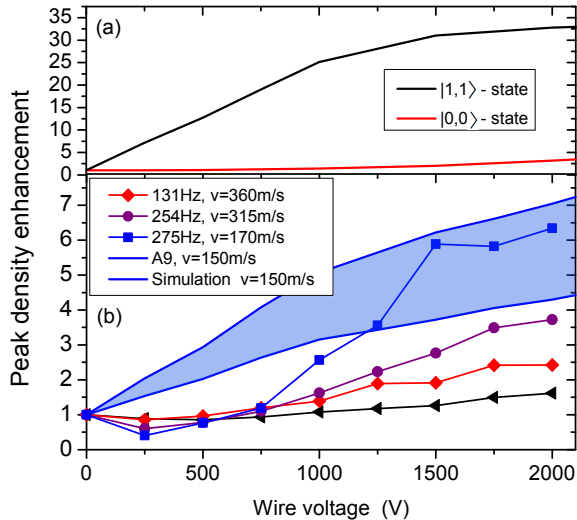 (a)
35
30
25
20
15
10
5
0
|1,1⟩ - state
|0,0⟩ - state
Peak density enhancement
131Hz, v=360m/s
254Hz, v=315m/s
275Hz, v=170m/s
A9, v=150m/s
Simulation v=150m/s
(b)
7
6
5
4
3
2
1
0
0
500
1000
1500
2000
Wire voltage (V)